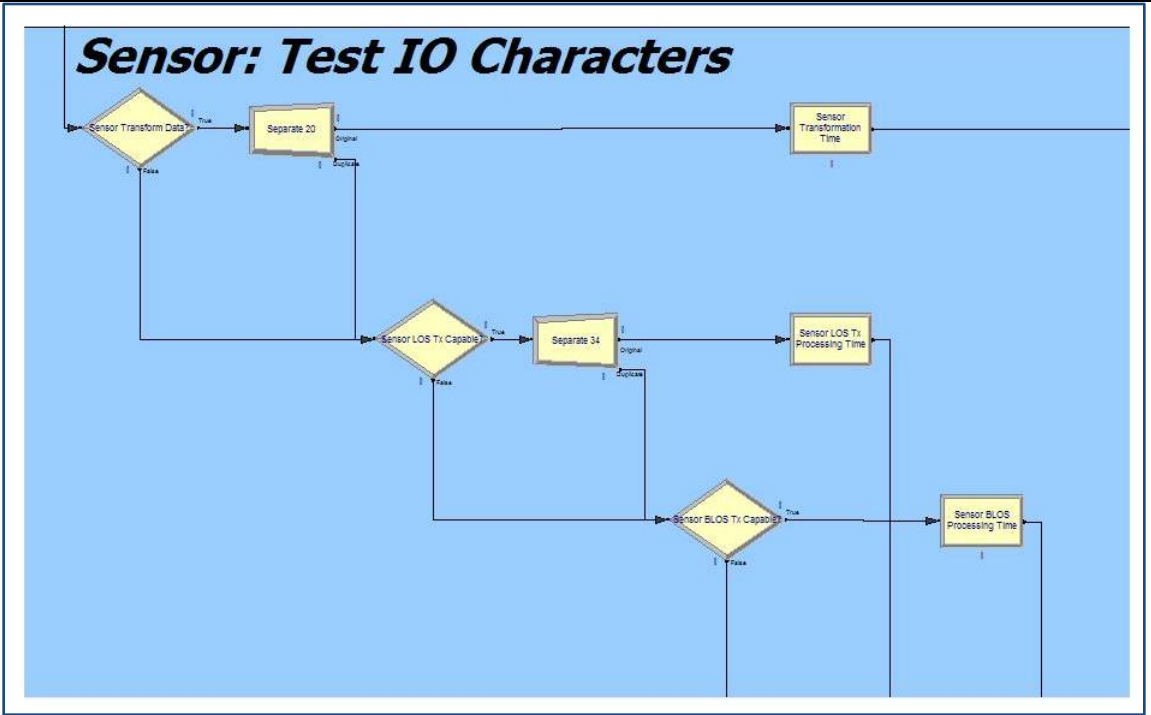 Sensor: Test IO Characters
Sensor Transform Data?
True
False
Separate 20
Original
Duplicate
Sensor
Transformation
Time
Sensor LOS Tx Capable?
True
False
Separate 34
Original
Duplicate
Sensor LOS Tx
Processing Time
Sensor BLOS Tx Capable?
True
False
Sensor BLOS
Processing Time